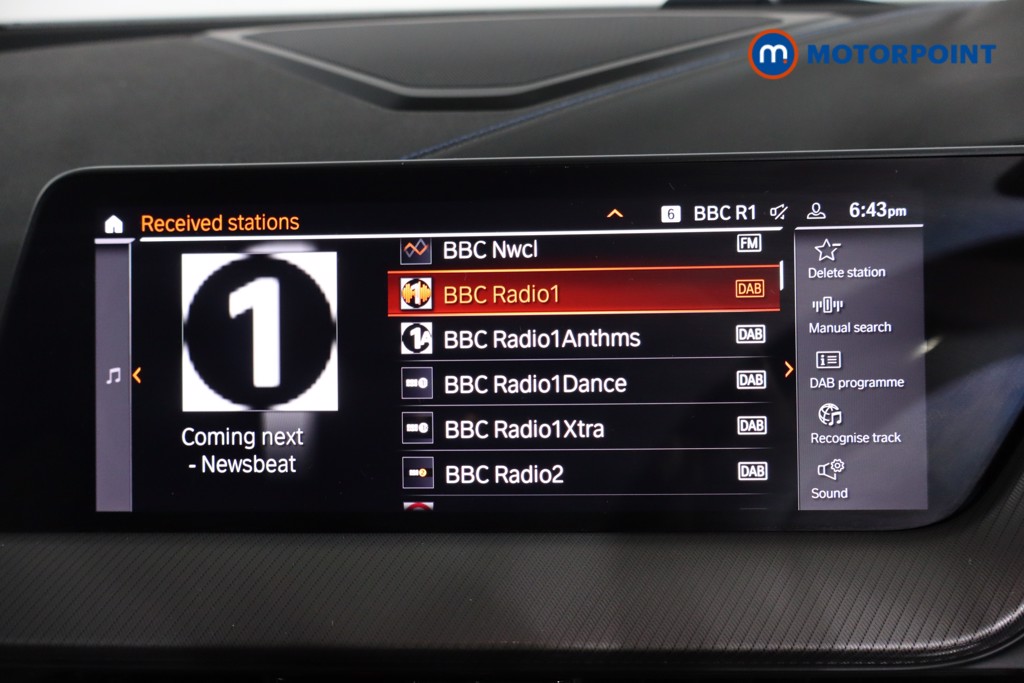 m MOTORPOINT
Received stations
6 BBC R1 6:43pm
1
Coming next
- Newsbeat
BBC Nwcl FM
1 BBC Radio1 DAB
1 BBC Radio1Anthms DAB
BBC Radio1Dance DAB
BBC Radio1Xtra DAB
BBC Radio2 DAB
Delete station
Manual search
DAB programme
Recognise track
Sound